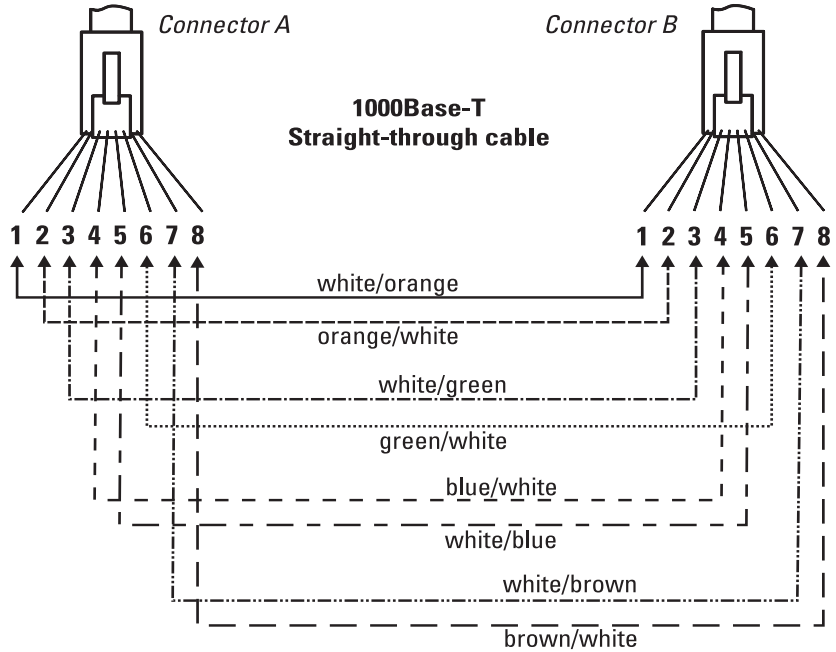 Connector A
Connector B
1000Base-T
Straight-through cable
1 2 3 4 5 6 7 8
1 2 3 4 5 6 7 8
white/orange
orange/white
white/green
green/white
blue/white
white/blue
white/brown
brown/white